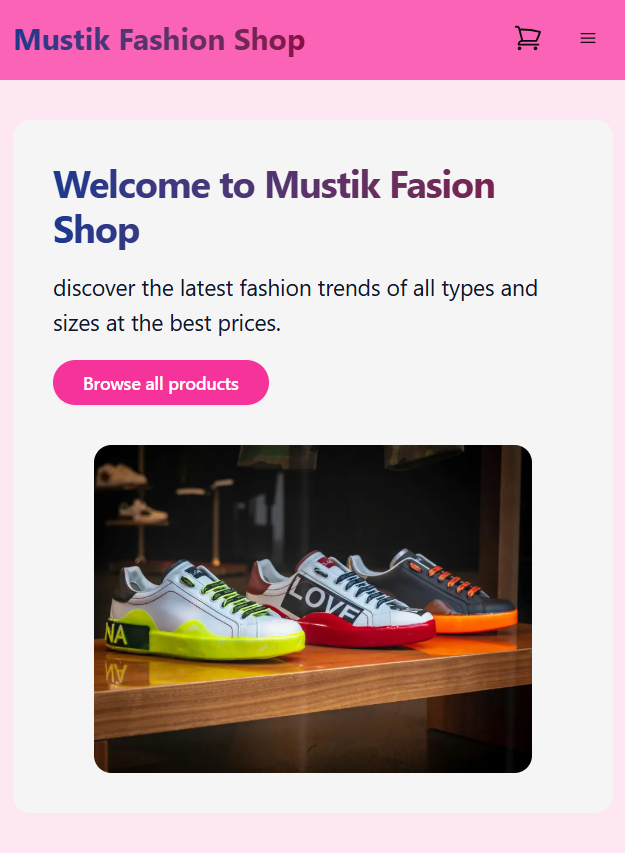 Mustik Fashion Shop
Welcome to Mustik Fasion
Shop
discover the latest fashion trends of all types and
sizes at the best prices.
Browse all products
NA
LOVE